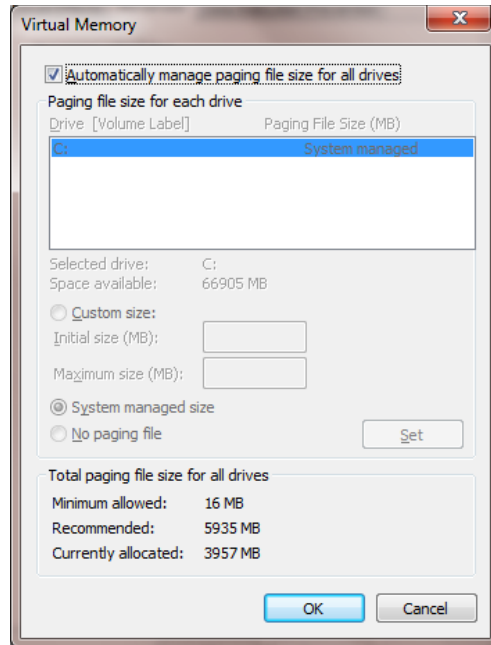 Virtual Memory
Automatically manage paging file size for all drives
Paging file size for each drive
Drive [Volume Label] Paging File Size (MB)
C: System managed
Selected drive: C:
Space available: 66905 MB
Custom size:
Initial size (MB):
Maximum size (MB):
System managed size
No paging file Set
Total paging file size for all drives
Minimum allowed: 16 MB
Recommended: 5935 MB
Currently allocated: 3957 MB
OK Cancel